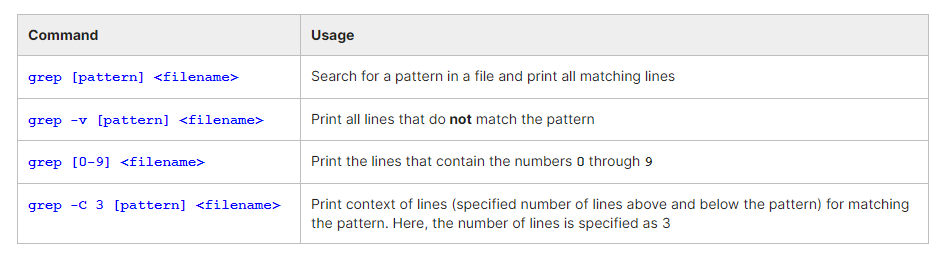 Command Usage
grep [pattern] <filename> Search for a pattern in a file and print all matching lines
grep -v [pattern] <filename> Print all lines that do not match the pattern
grep [0-9] <filename> Print the lines that contain the numbers 0 through 9
grep -C 3 [pattern] <filename> Print context of lines (specified number of lines above and below the pattern) for matching
the pattern. Here, the number of lines is specified as 3